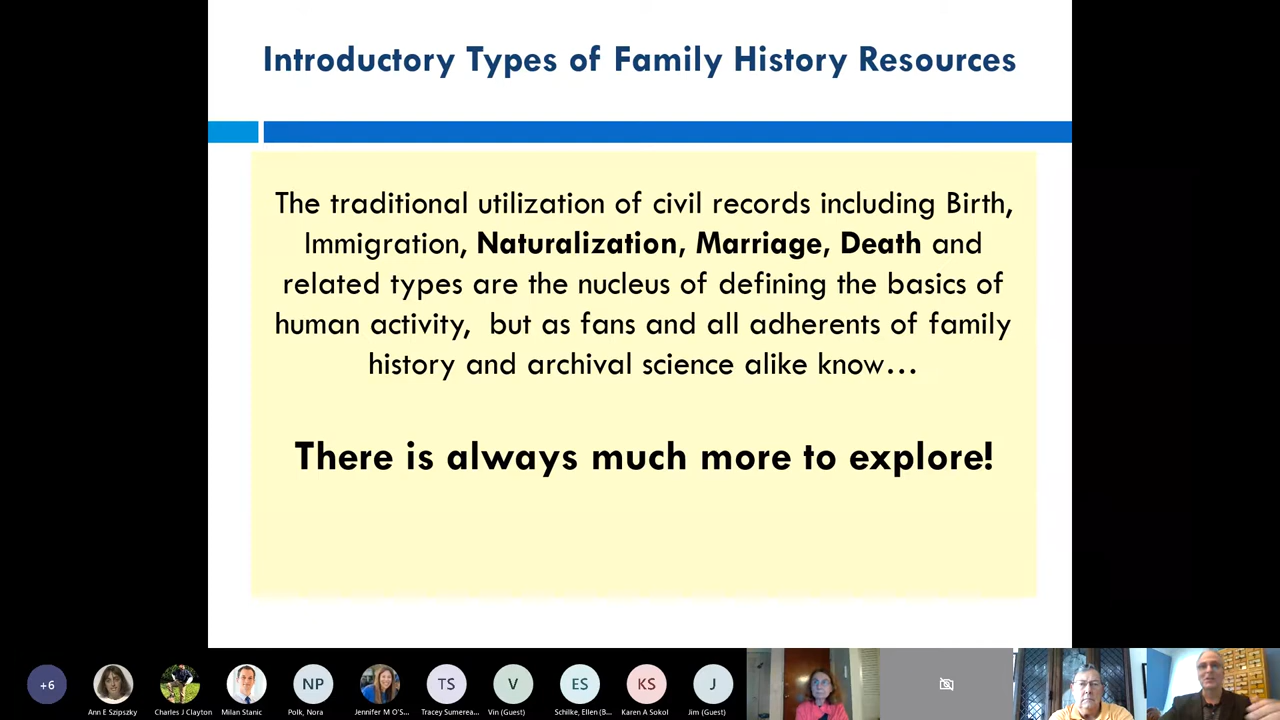 Introductory Types of Family History Resources
The traditional utilization of civil records including Birth,
Immigration, Naturalization, Marriage, Death and
related types are the nucleus of defining the basics of
human activity, but as fans and all adherents of family
history and archival science alike know...
There is always much more to explore!
+6
NP
TS
V
ES
KS
J
Ann E Szipszky
Charles J Clayton
Milan Stanic
Polk, Nora
Jennifer M O'S...
Tracey Sumerea...
Vin (Guest)
Schilke, Ellen (B...
Karen A Sokol
Jim (Guest)